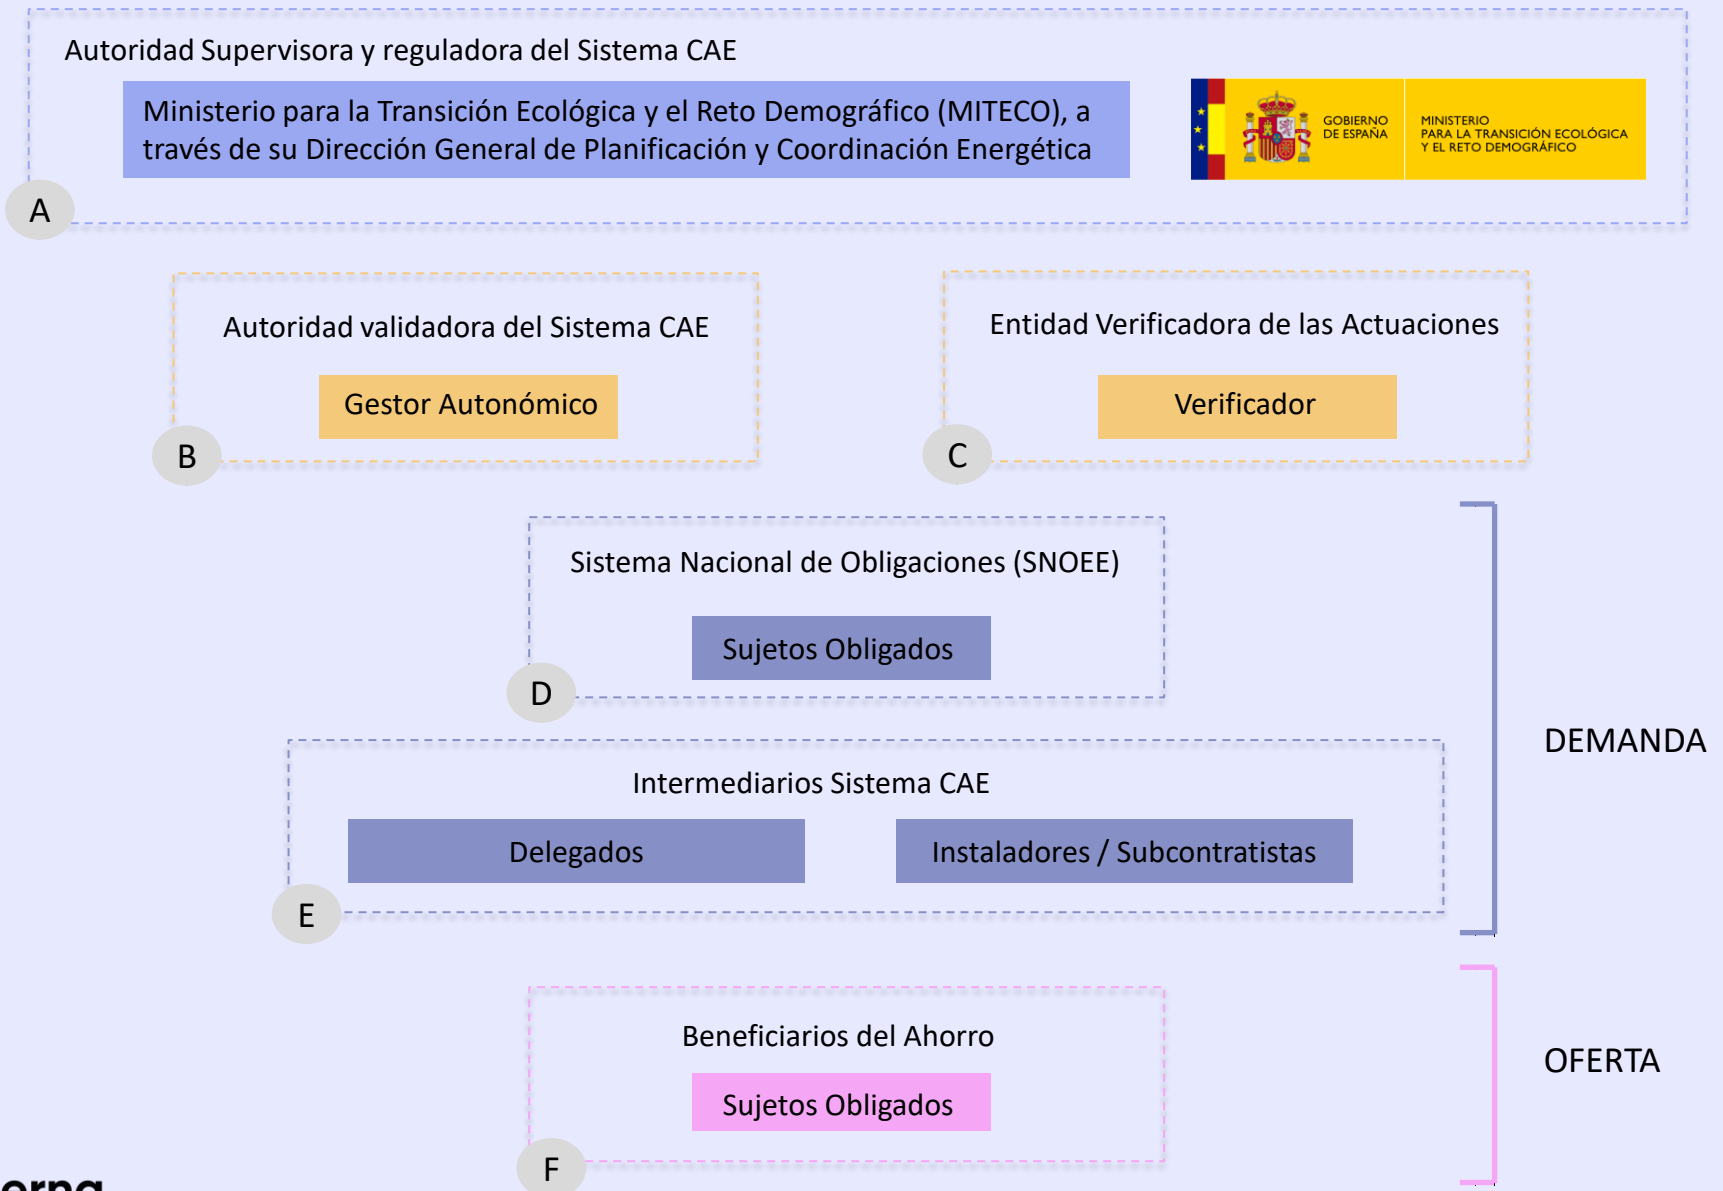 Autoridad Supervisora y reguladora del Sistema CAE
Ministerio para la Transición Ecológica y el Reto Demográfico (MITECO), a
través de su Dirección General de Planificación y Coordinación Energética
GOBIERNO
DE ESPAÑA
MINISTERIO
PARA LA TRANSICIÓN ECOLÓGICA
Y EL RETO DEMOGRÁFICO
A
Autoridad validadora del Sistema CAE
Gestor Autonómico
B
Entidad Verificadora de las Actuaciones
Verificador
C
Sistema Nacional de Obligaciones (SNOEE)
Sujetos Obligados
D
Intermediarios Sistema CAE
Delegados
Instaladores / Subcontratistas
E
DEMANDA
Beneficiarios del Ahorro
Sujetos Obligados
F
OFERTA